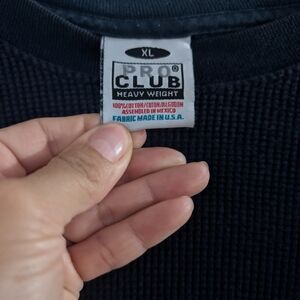 XL
PRO®
CLUB
HEAVY WEIGHT
100%COTTON/COTON/ALGODON
ASSEMBLED IN MEXICO
FABRIC MADE IN U.S.A.